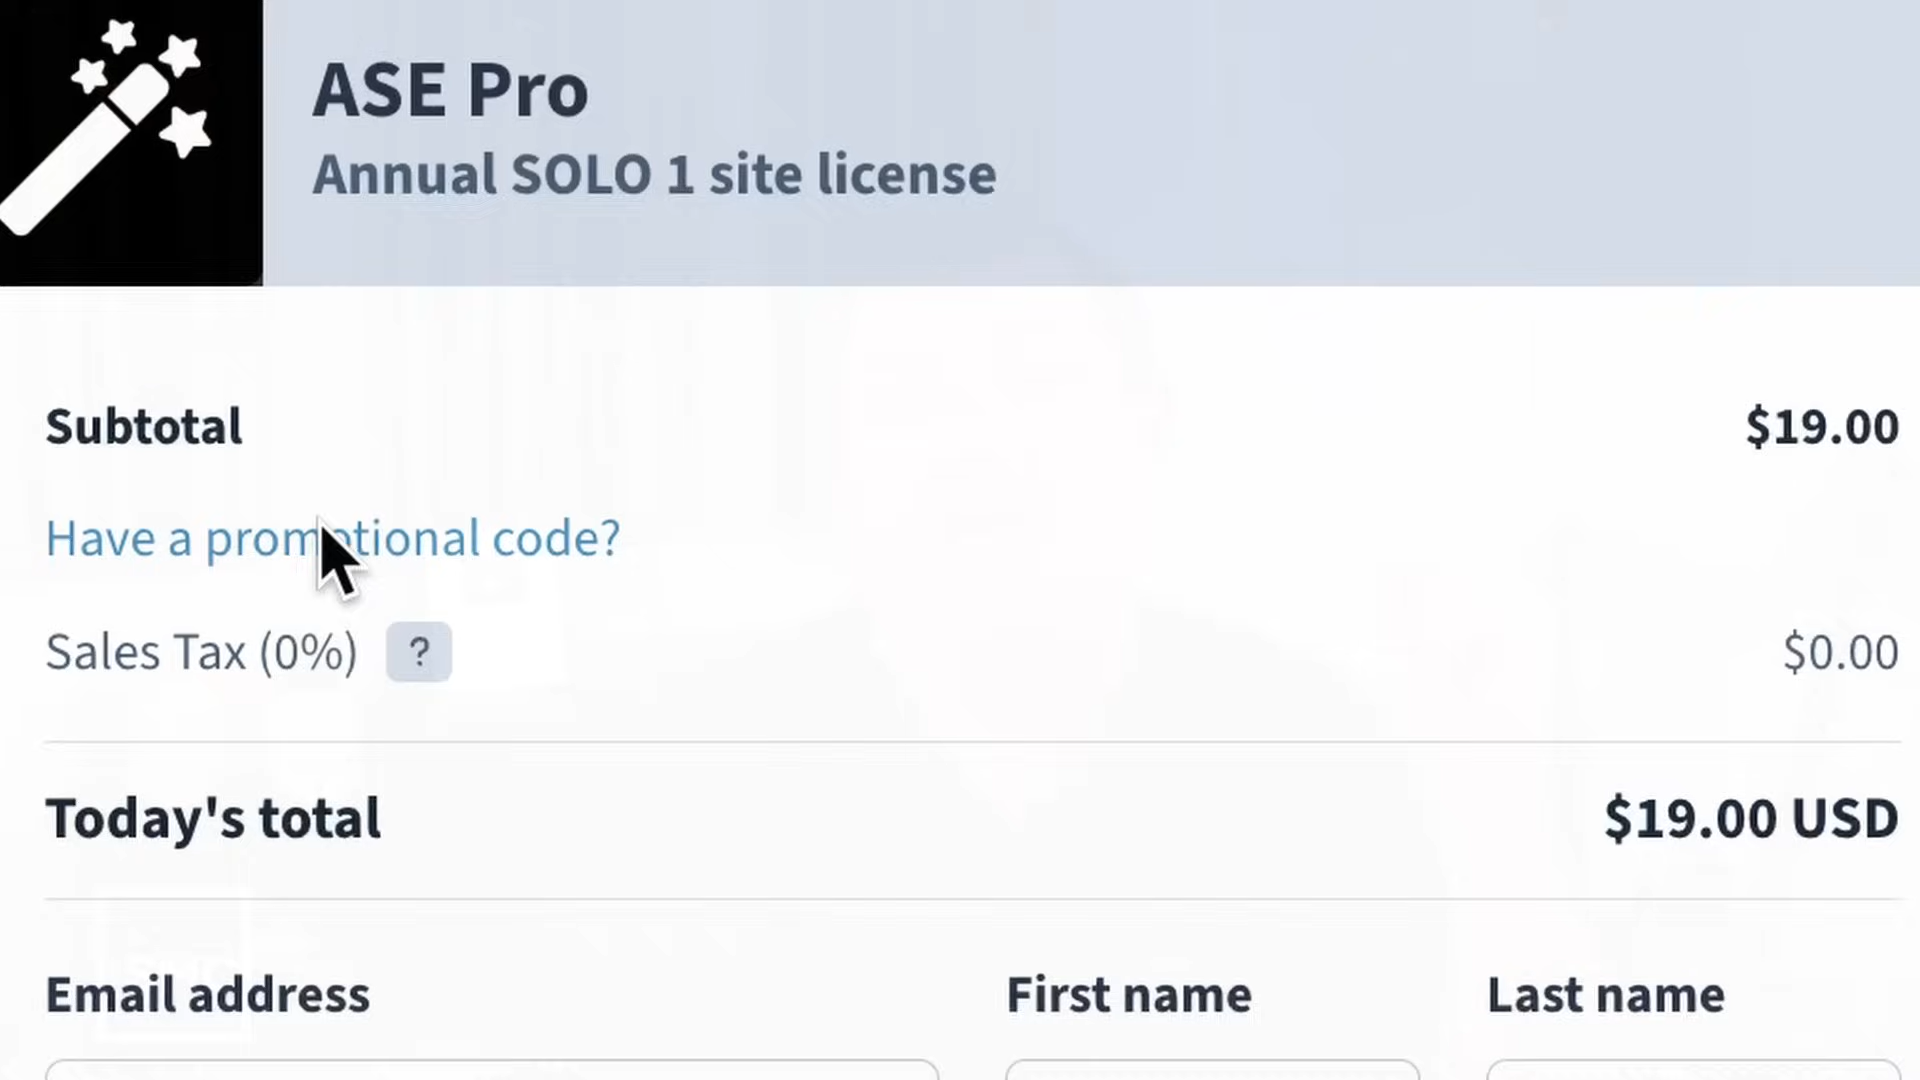 ASE Pro
Annual SOLO 1 site license
Subtotal $19.00
Have a promotional code?
Sales Tax (0%) ? $0.00
Today's total $19.00 USD
Email address First name Last name